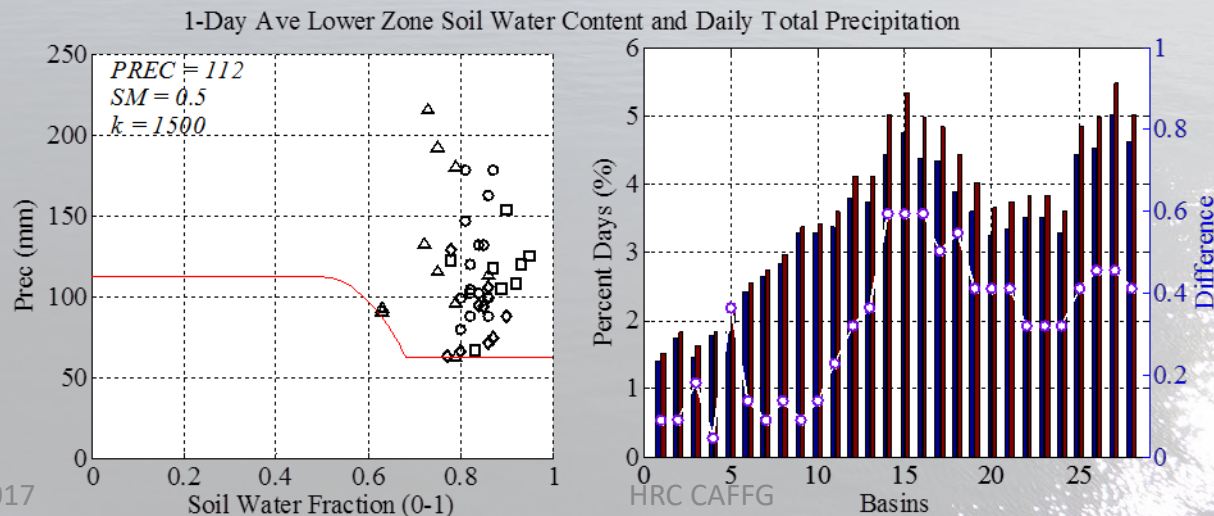 1-Day Ave Lower Zone Soil Water Content and Daily Total Precipitation
250
200
150
100
50
0
Prec (mm)
PREC = 112
SM = 0.5
k = 1500
0 0.2 0.4 0.6 0.8 1
Soil Water Fraction (0-1)
6
5
4
3
2
1
0
Percent Days (%)
1
0.8
0.6
0.4
0.2
0
Difference
0 5 10 15 20 25
Basins
017
HRC CAFFG